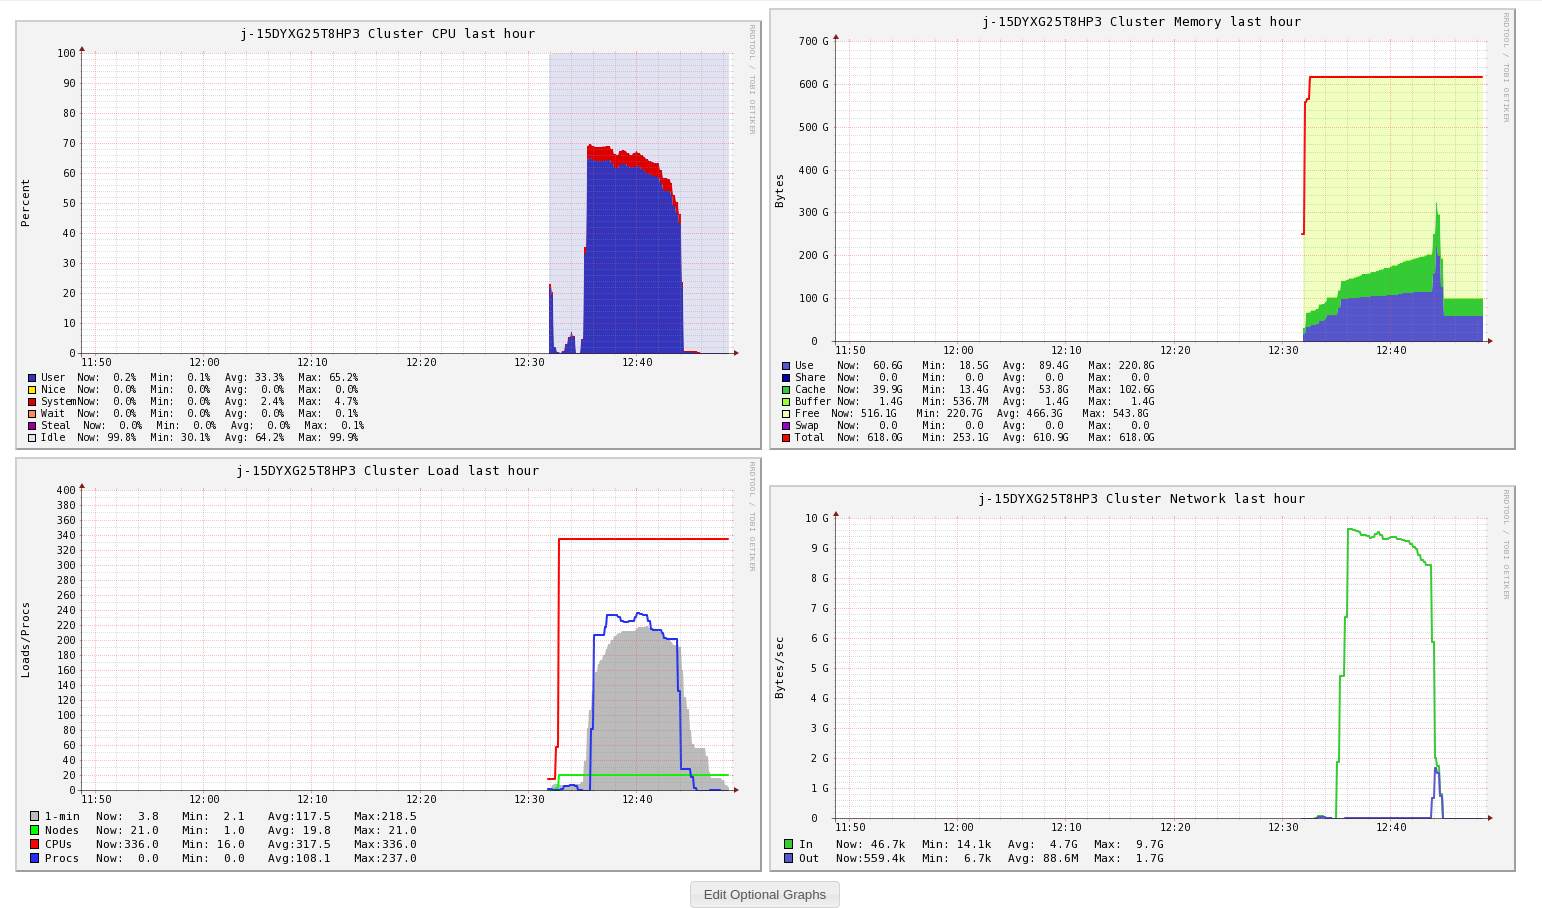 j-15DYXG25T8HP3 Cluster CPU last hour
RRDTOOL / TOBI OETIKER
Percent
100
90
80
70
60
50
40
30
20
10
0
11:50 12:00 12:10 12:20 12:30 12:40
User Now: 0.2% Min: 0.1% Avg: 33.3% Max: 65.2%
Nice Now: 0.0% Min: 0.0% Avg: 0.0% Max: 0.0%
System Now: 0.0% Min: 0.0% Avg: 2.4% Max: 4.7%
Wait Now: 0.0% Min: 0.0% Avg: 0.0% Max: 0.1%
Steal Now: 0.0% Min: 0.0% Avg: 0.0% Max: 0.1%
Idle Now: 99.8% Min: 30.1% Avg: 64.2% Max: 99.9%
j-15DYXG25T8HP3 Cluster Memory last hour
RRDTOOL / TOBI OETIKER
Bytes
700 G
600 G
500 G
400 G
300 G
200 G
100 G
0
11:50 12:00 12:10 12:20 12:30 12:40
Use Now: 60.6G Min: 18.5G Avg: 89.4G Max: 220.8G
Share Now: 0.0 Min: 0.0 Avg: 0.0 Max: 0.0
Cache Now: 39.9G Min: 13.4G Avg: 53.8G Max: 102.6G
Buffer Now: 1.4G Min: 536.7M Avg: 1.4G Max: 1.4G
Free Now: 516.1G Min: 220.7G Avg: 466.3G Max: 543.8G
Swap Now: 0.0 Min: 0.0 Avg: 0.0 Max: 0.0
Total Now: 618.0G Min: 253.1G Avg: 610.9G Max: 618.0G
j-15DYXG25T8HP3 Cluster Load last hour
RRDTOOL / TOBI OETIKER
Loads/Procs
400
380
360
340
320
300
280
260
240
220
200
180
160
140
120
100
80
60
40
20
0
11:50 12:00 12:10 12:20 12:30 12:40
1-min Now: 3.8 Min: 2.1 Avg:117.5 Max:218.5
Nodes Now: 21.0 Min: 1.0 Avg: 19.8 Max: 21.0
CPUs Now:336.0 Min: 16.0 Avg:317.5 Max:336.0
Procs Now: 0.0 Min: 0.0 Avg:108.1 Max:237.0
j-15DYXG25T8HP3 Cluster Network last hour
RRDTOOL / TOBI OETIKER
Bytes/sec
10 G
9 G
8 G
7 G
6 G
5 G
4 G
3 G
2 G
1 G
0
11:50 12:00 12:10 12:20 12:30 12:40
In Now: 46.7k Min: 14.1k Avg: 4.7G Max: 9.7G
Out Now:559.4k Min: 6.7k Avg: 88.6M Max: 1.7G
Edit Optional Graphs